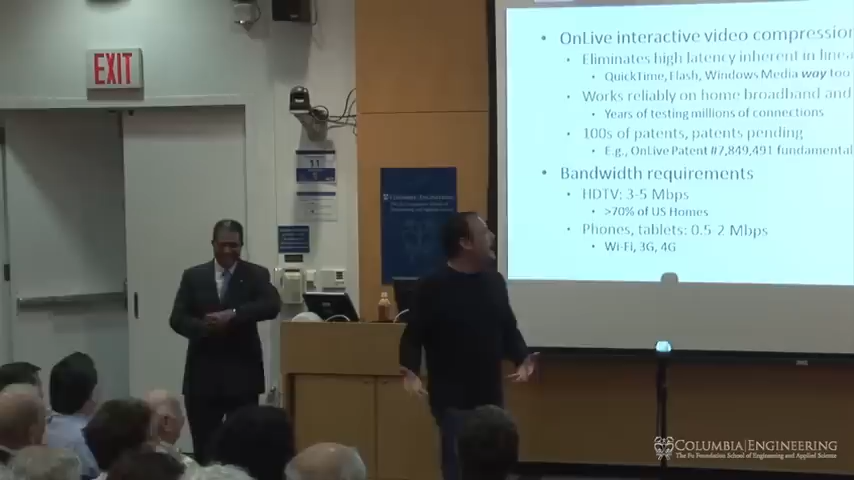 • OnLive interactive video compression
• Eliminates high latency inherent in linea
• QuickTime, Flash, Windows Media way too
• Works reliably on home broadband and
• Years of testing millions of connections
• 100s of patents, patents pending
• E.g., OnLive Patent #7,849,491 fundamental
• Bandwidth requirements
• HDTV: 3-5 Mbps
• >70% of US Homes
• Phones, tablets: 0.5-2 Mbps
• Wi-Fi, 3G, 4G
EXIT
11
COLUMBIA ENGINEERING
COLUMBIA | ENGINEERING
The Fu Foundation School of Engineering and Applied Science